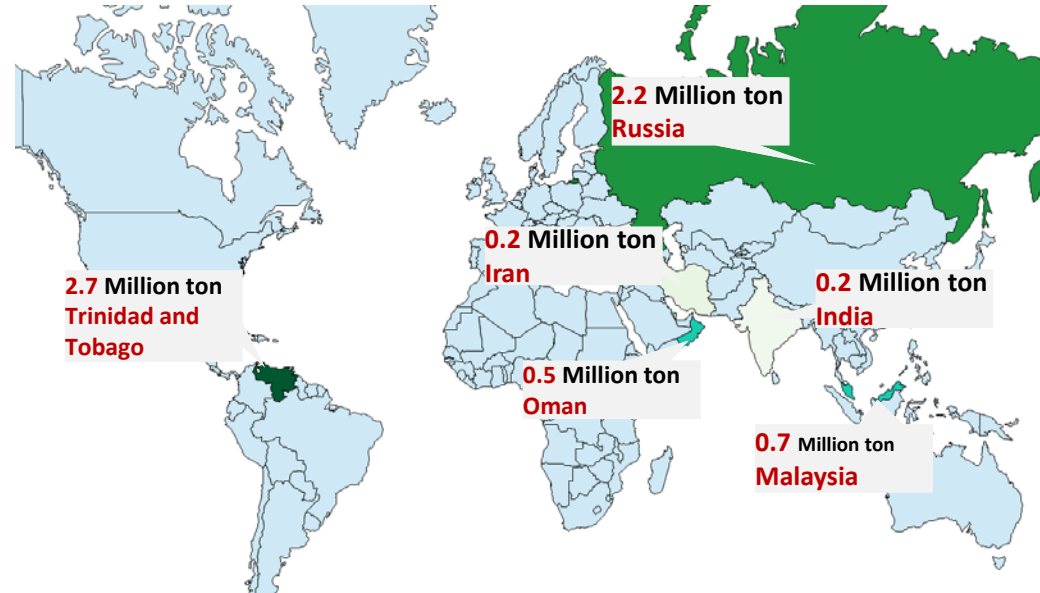 2.2 Million ton
Russia
0.2 Million ton
Iran
0.2 Million ton
India
2.7 Million ton
Trinidad and
Tobago
0.5 Million ton
Oman
0.7 Million ton
Malaysia